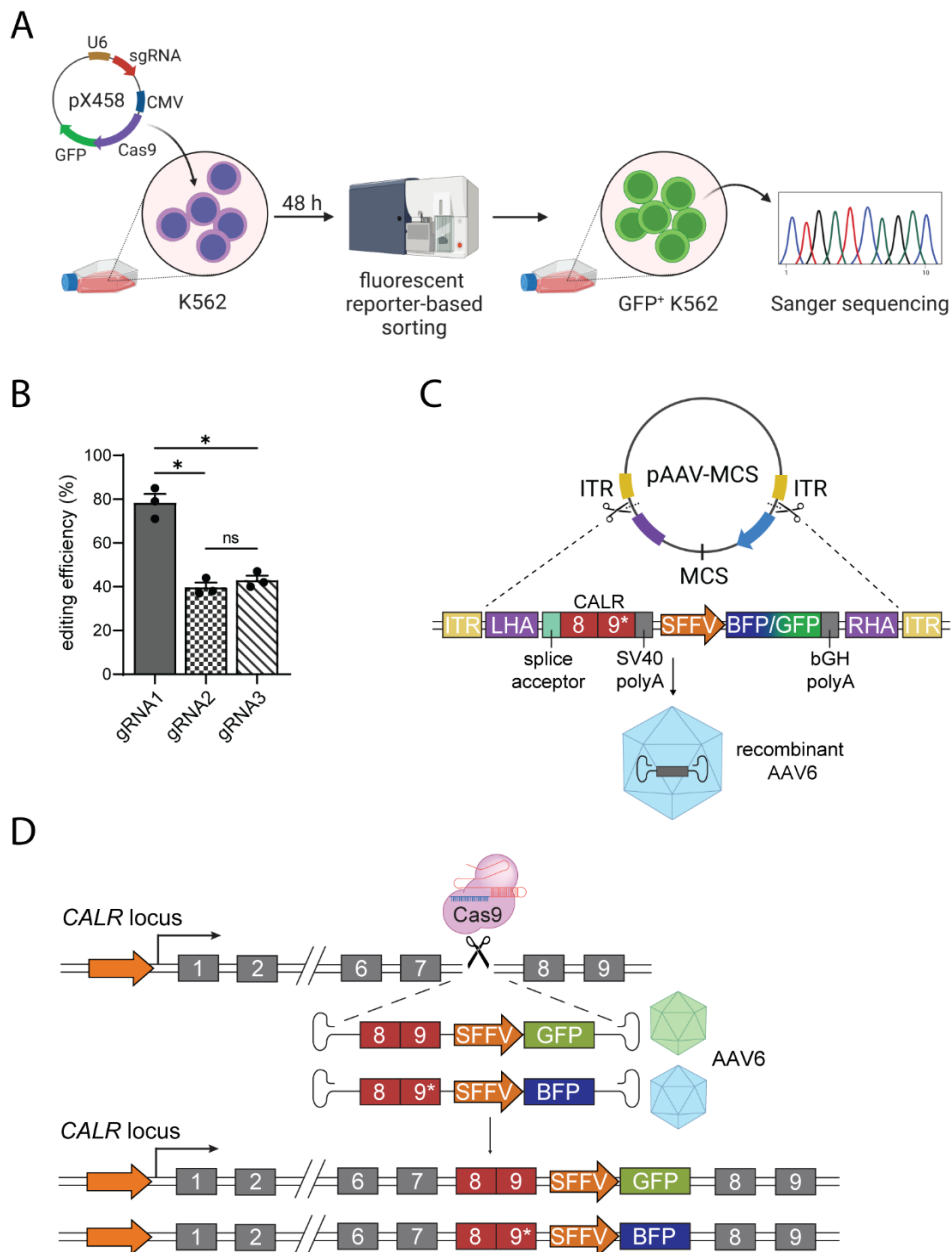 A
U6
sgRNA
pX458
CMV
GFP
Cas9
48 h
K562
fluorescent
reporter-based
sorting
GFP+ K562
1
10
Sanger sequencing
B
editing efficiency (%)
100
80
60
40
20
0
*
*
ns
gRNA1
gRNA2
gRNA3
C
pAAV-MCS
ITR
ITR
MCS
CALR
ITR LHA 8 9* SFFV BFP/GFP RHA ITR
splice
acceptor
SV40
polyA
bGH
polyA
recombinant
AAV6
D
Cas9
CALR locus
1 2 6 7 8 9
8 9 SFFV GFP
AAV6
8 9* SFFV BFP
CALR locus
1 2 6 7 8 9 SFFV GFP 8 9
1 2 6 7 8 9* SFFV BFP 8 9